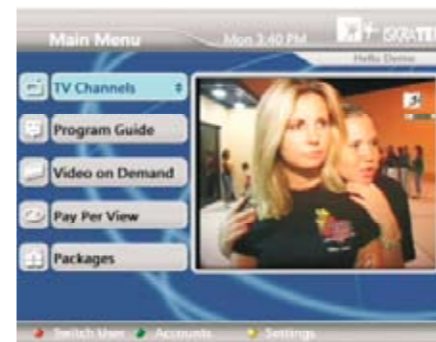 Main Menu
Mon 3:40 PM
ISKRATEL
Hello Demo
TV Channels
Program Guide
Video on Demand
Pay Per View
Packages
Switch User
Accounts
Settings